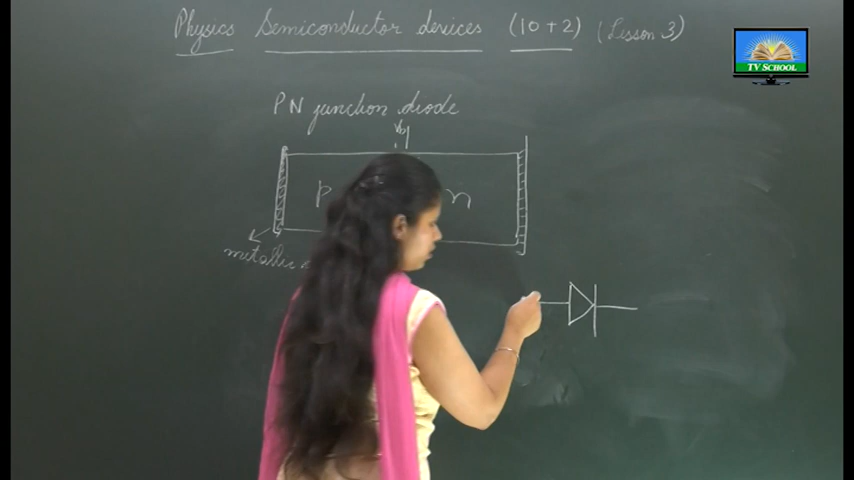 Physics Semiconductor devices (10+2) (Lesson 3)
TV SCHOOL
PN junction diode
P n
metallic